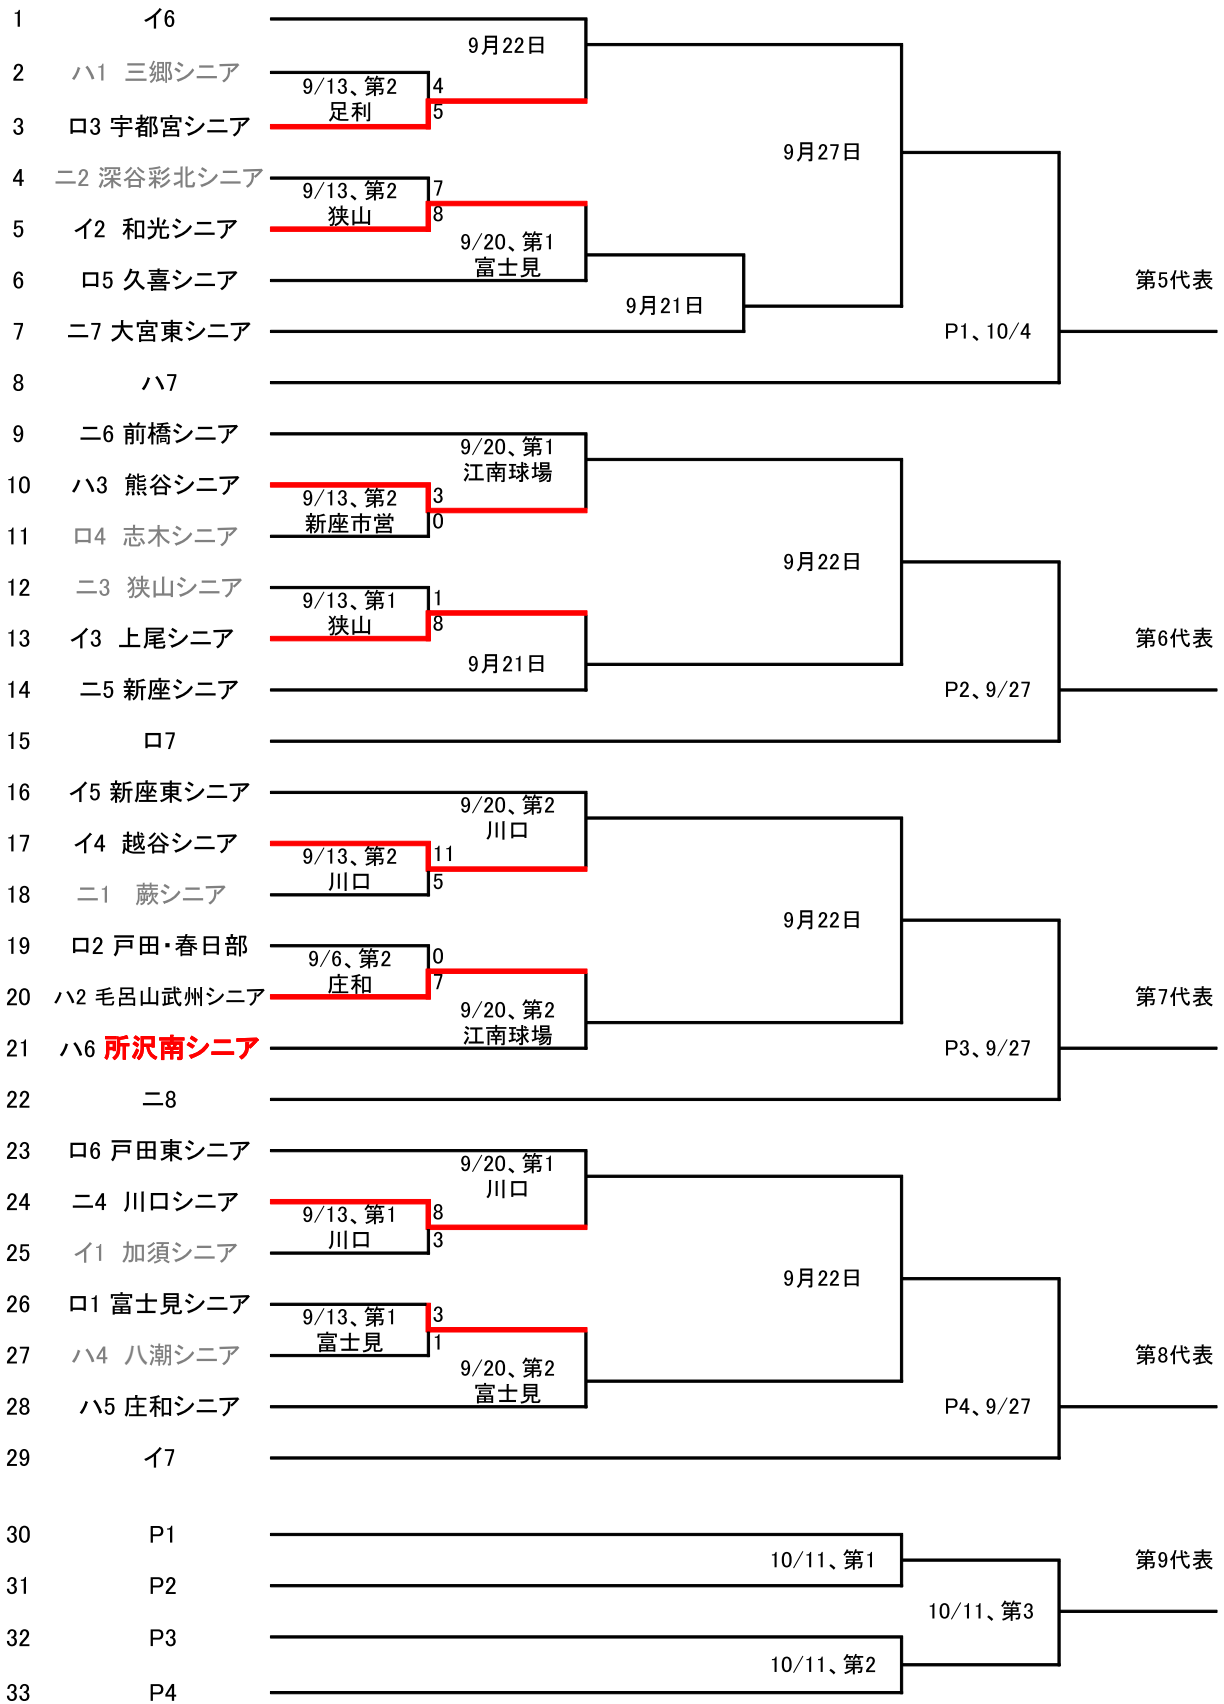 1 イ6
9月22日
2 ハ1 三郷シニア
9/13、第2
足利
4
5
3 ロ3 宇都宮シニア
9月27日
4 ニ2 深谷彩北シニア
9/13、第2
狭山
7
8
5 イ2 和光シニア
9/20、第1
富士見
6 ロ5 久喜シニア
第5代表
9月21日
7 ニ7 大宮東シニア
P1、10/4
8 ハ7
9 ニ6 前橋シニア
9/20、第1
江南球場
10 ハ3 熊谷シニア
9/13、第2
新座市営
3
0
11 ロ4 志木シニア
9月22日
12 ニ3 狭山シニア
9/13、第1
狭山
1
8
13 イ3 上尾シニア
第6代表
9月21日
14 ニ5 新座シニア
P2、9/27
15 ロ7
16 イ5 新座東シニア
9/20、第2
川口
17 イ4 越谷シニア
9/13、第2
川口
11
5
18 ニ1 蕨シニア
9月22日
19 ロ2 戸田・春日部
9/6、第2
庄和
0
7
20 ハ2 毛呂山武州シニア
第7代表
9/20、第2
江南球場
21 ハ6 所沢南シニア
P3、9/27
22 ニ8
23 ロ6 戸田東シニア
9/20、第1
川口
24 ニ4 川口シニア
9/13、第1
川口
8
3
25 イ1 加須シニア
9月22日
26 ロ1 富士見シニア
9/13、第1
富士見
3
1
27 ハ4 八潮シニア
第8代表
9/20、第2
富士見
28 ハ5 庄和シニア
P4、9/27
29 イ7
30 P1
10/11、第1
第9代表
31 P2
10/11、第3
32 P3
10/11、第2
33 P4